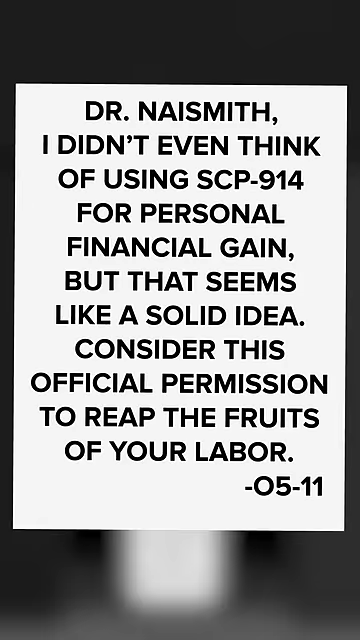 DR. NAISMITH,
I DIDN'T EVEN THINK
OF USING SCP-914
FOR PERSONAL
FINANCIAL GAIN,
BUT THAT SEEMS
LIKE A SOLID IDEA.
CONSIDER THIS
OFFICIAL PERMISSION
TO REAP THE FRUITS
OF YOUR LABOR.
-O5-11